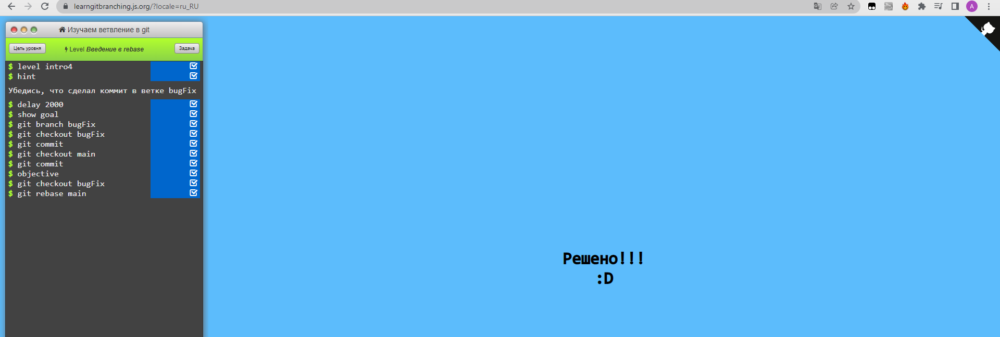 learngitbranching.js.org/?locale=ru_RU
A
Изучаем ветвление в git
Цель уровня
Level Введение в rebase
Задача
$ level intro4
$ hint
Убедись, что сделал коммит в ветке bugFix
$ delay 2000
$ show goal
$ git branch bugFix
$ git checkout bugFix
$ git commit
$ git checkout main
$ git commit
$ objective
$ git checkout bugFix
$ git rebase main
Решено!!!
:D